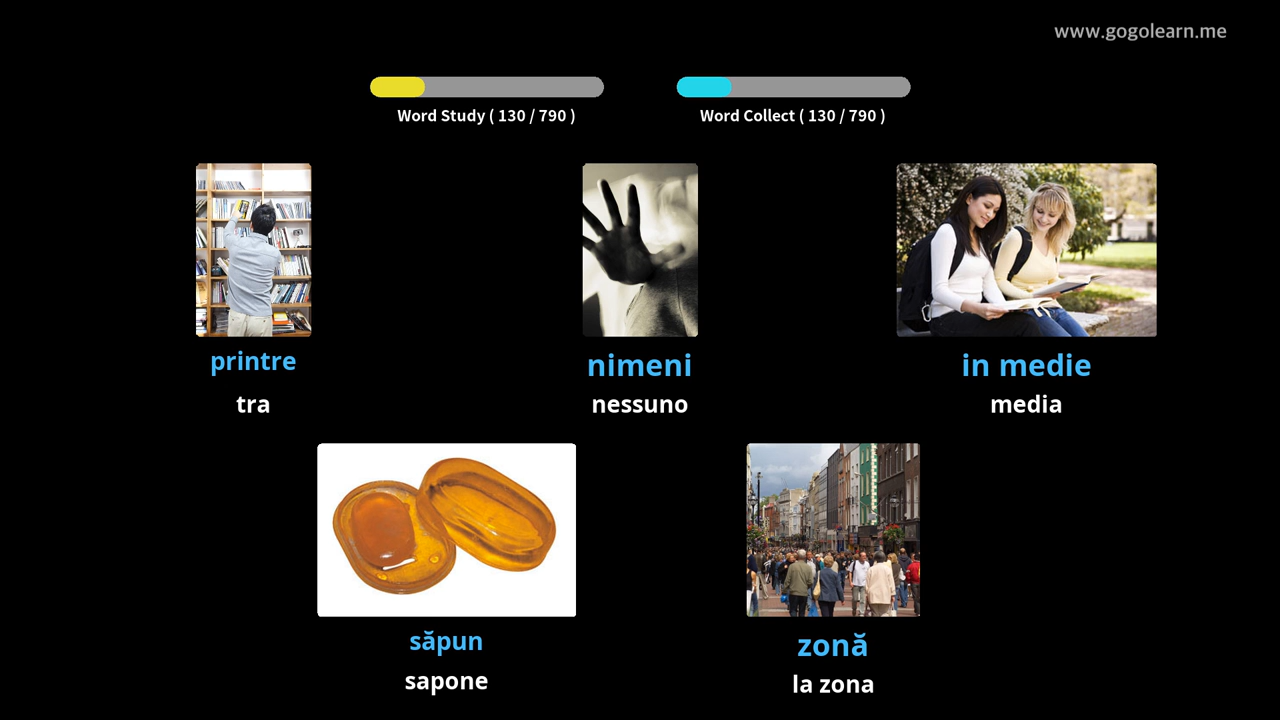 www.gogolearn.me
Word Study ( 130 / 790 )
Word Collect ( 130 / 790 )
printre
tra
nimeni
nessuno
in medie
media
săpun
sapone
zonă
la zona